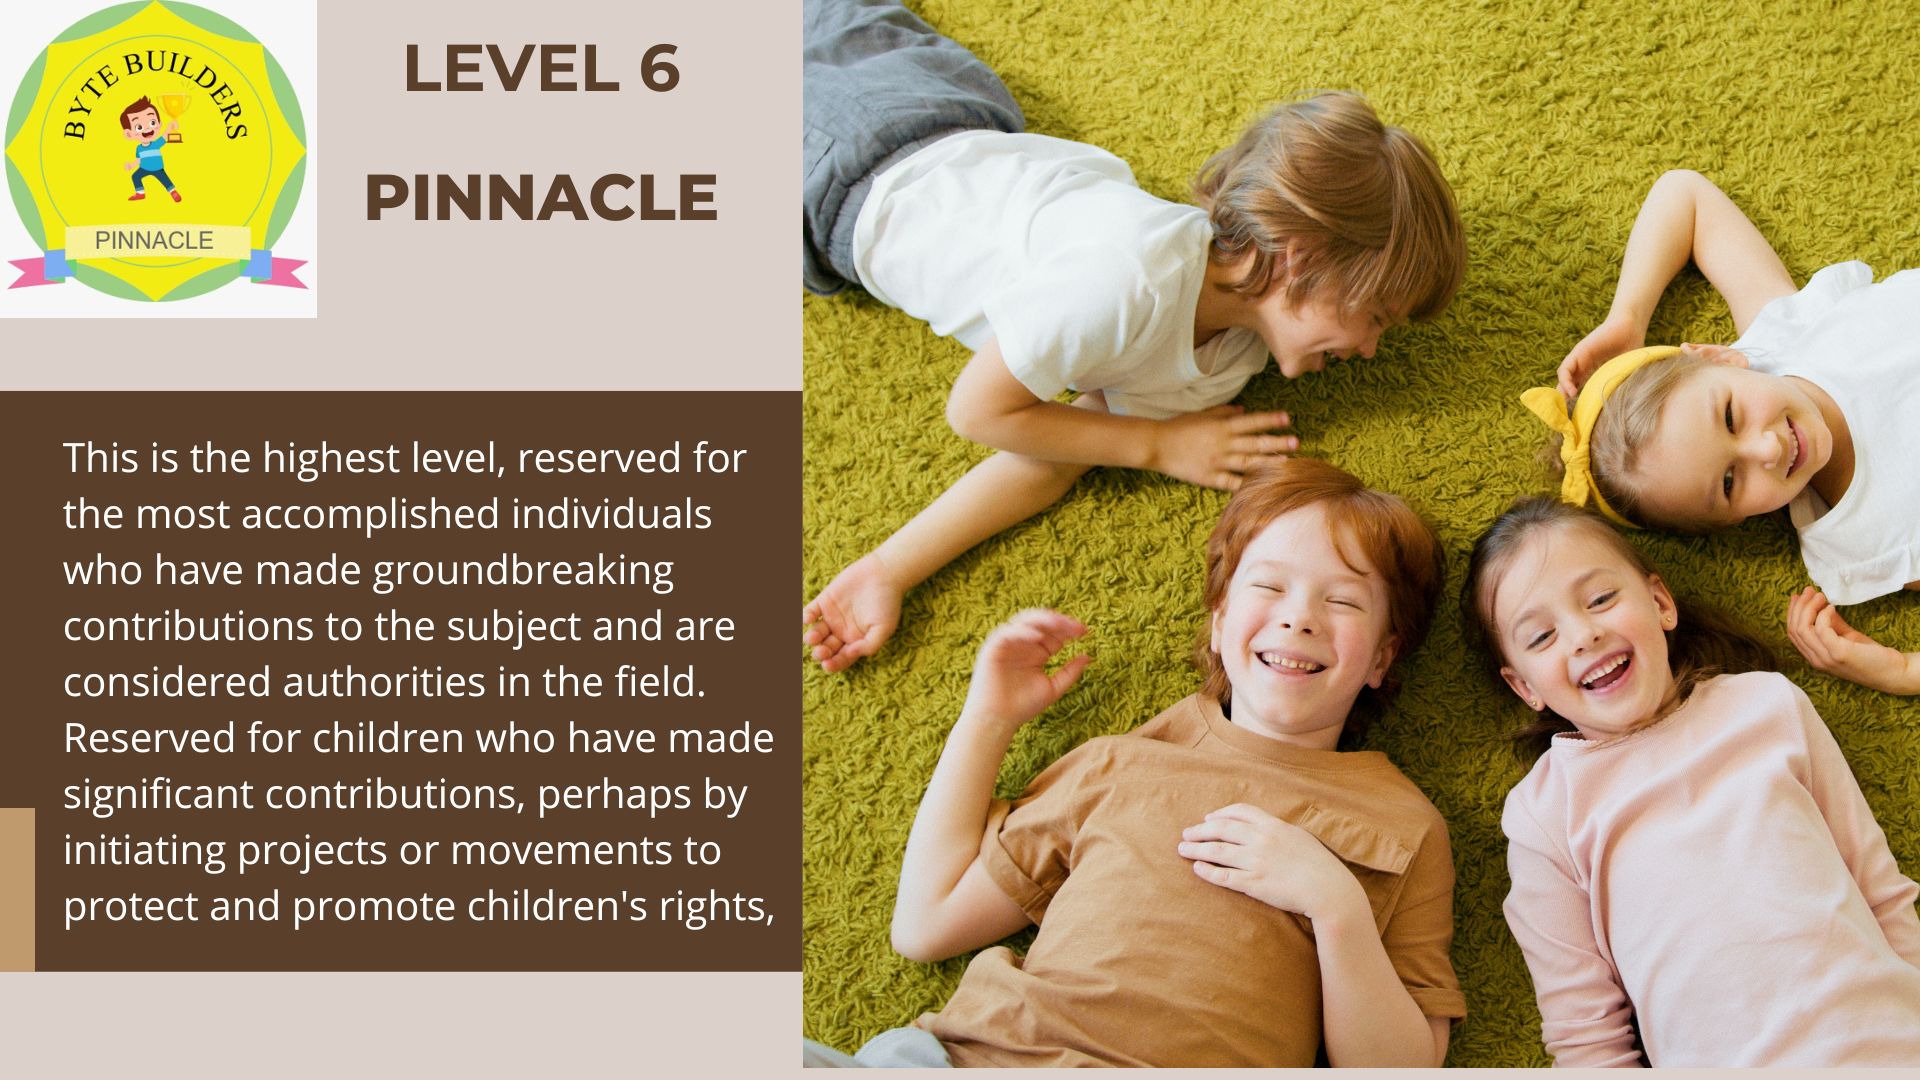 BYTE BUILDERS
PINNACLE
LEVEL 6
PINNACLE
This is the highest level, reserved for
the most accomplished individuals
who have made groundbreaking
contributions to the subject and are
considered authorities in the field.
Reserved for children who have made
significant contributions, perhaps by
initiating projects or movements to
protect and promote children's rights,